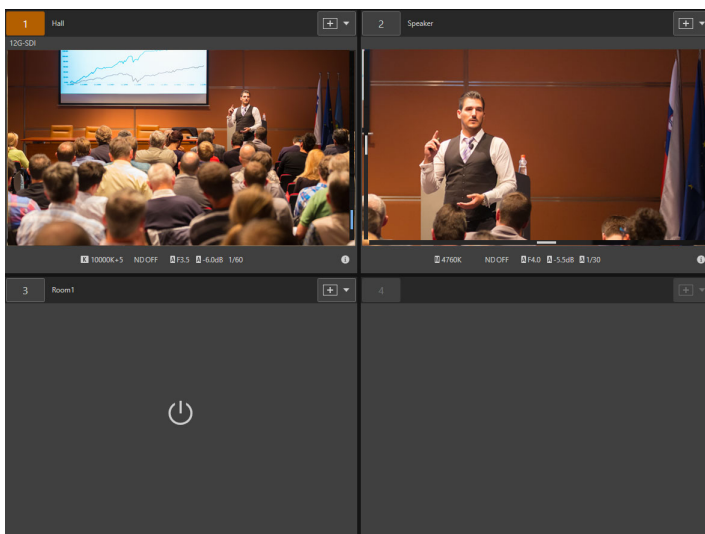 1 Hall
2 Speaker
12G-SDI
K 10000K+5 ND OFF A F3.5 A -6.0dB 1/60
4760K ND OFF A F4.0 A -5.5dB A 1/30
3 Room1
4